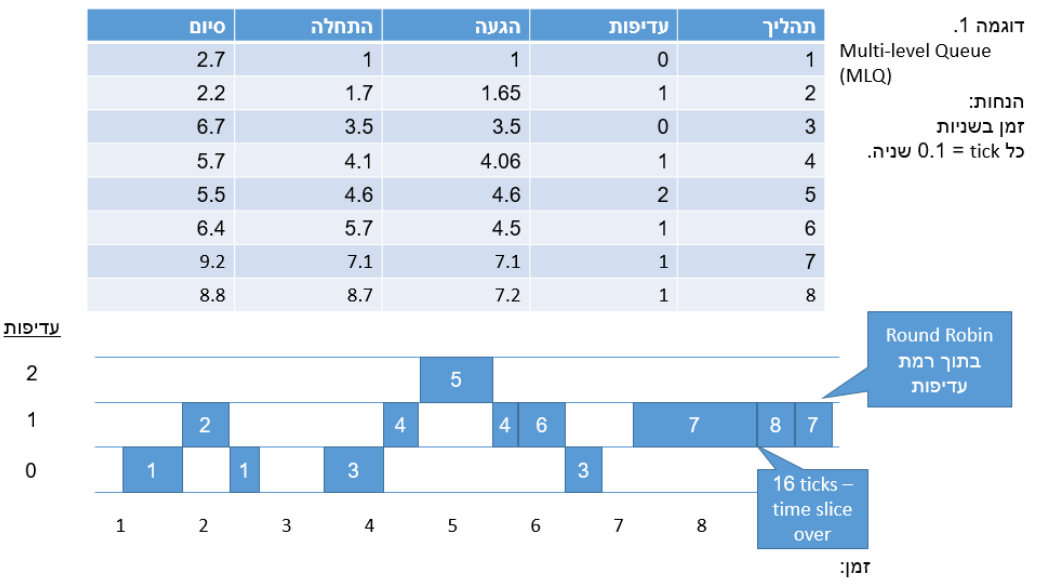 דוגמה 1.
Multi-level Queue
(MLQ)
הנחות:
זמן בשניות
כל tick = 0.1 שניה.
תהליך עדיפות הגעה התחלה סיום
1 0 1 1 2.7
2 1 1.65 1.7 2.2
3 0 3.5 3.5 6.7
4 1 4.06 4.1 5.7
5 2 4.6 4.6 5.5
6 1 4.5 5.7 6.4
7 1 7.1 7.1 9.2
8 1 7.2 8.7 8.8
עדיפות
Round Robin
בתוך רמת
עדיפות
2 5
1 2 4 4 6 7 8 7
0 1 1 3 3
16 ticks –
time slice
over
1 2 3 4 5 6 7 8
זמן: